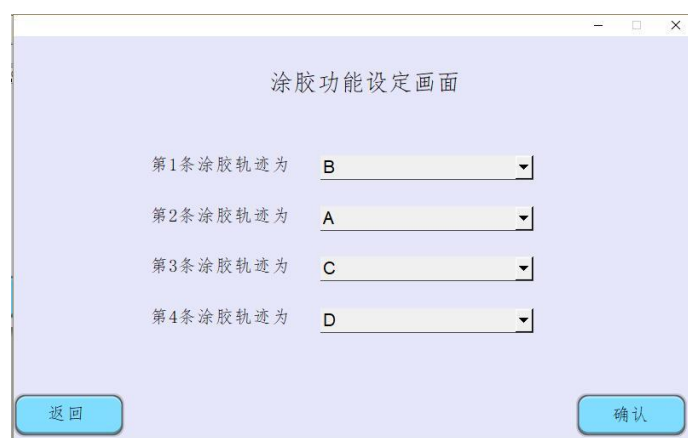 涂胶功能设定画面
第1条涂胶轨迹为 B
第2条涂胶轨迹为 A
第3条涂胶轨迹为 C
第4条涂胶轨迹为 D
返回 确认